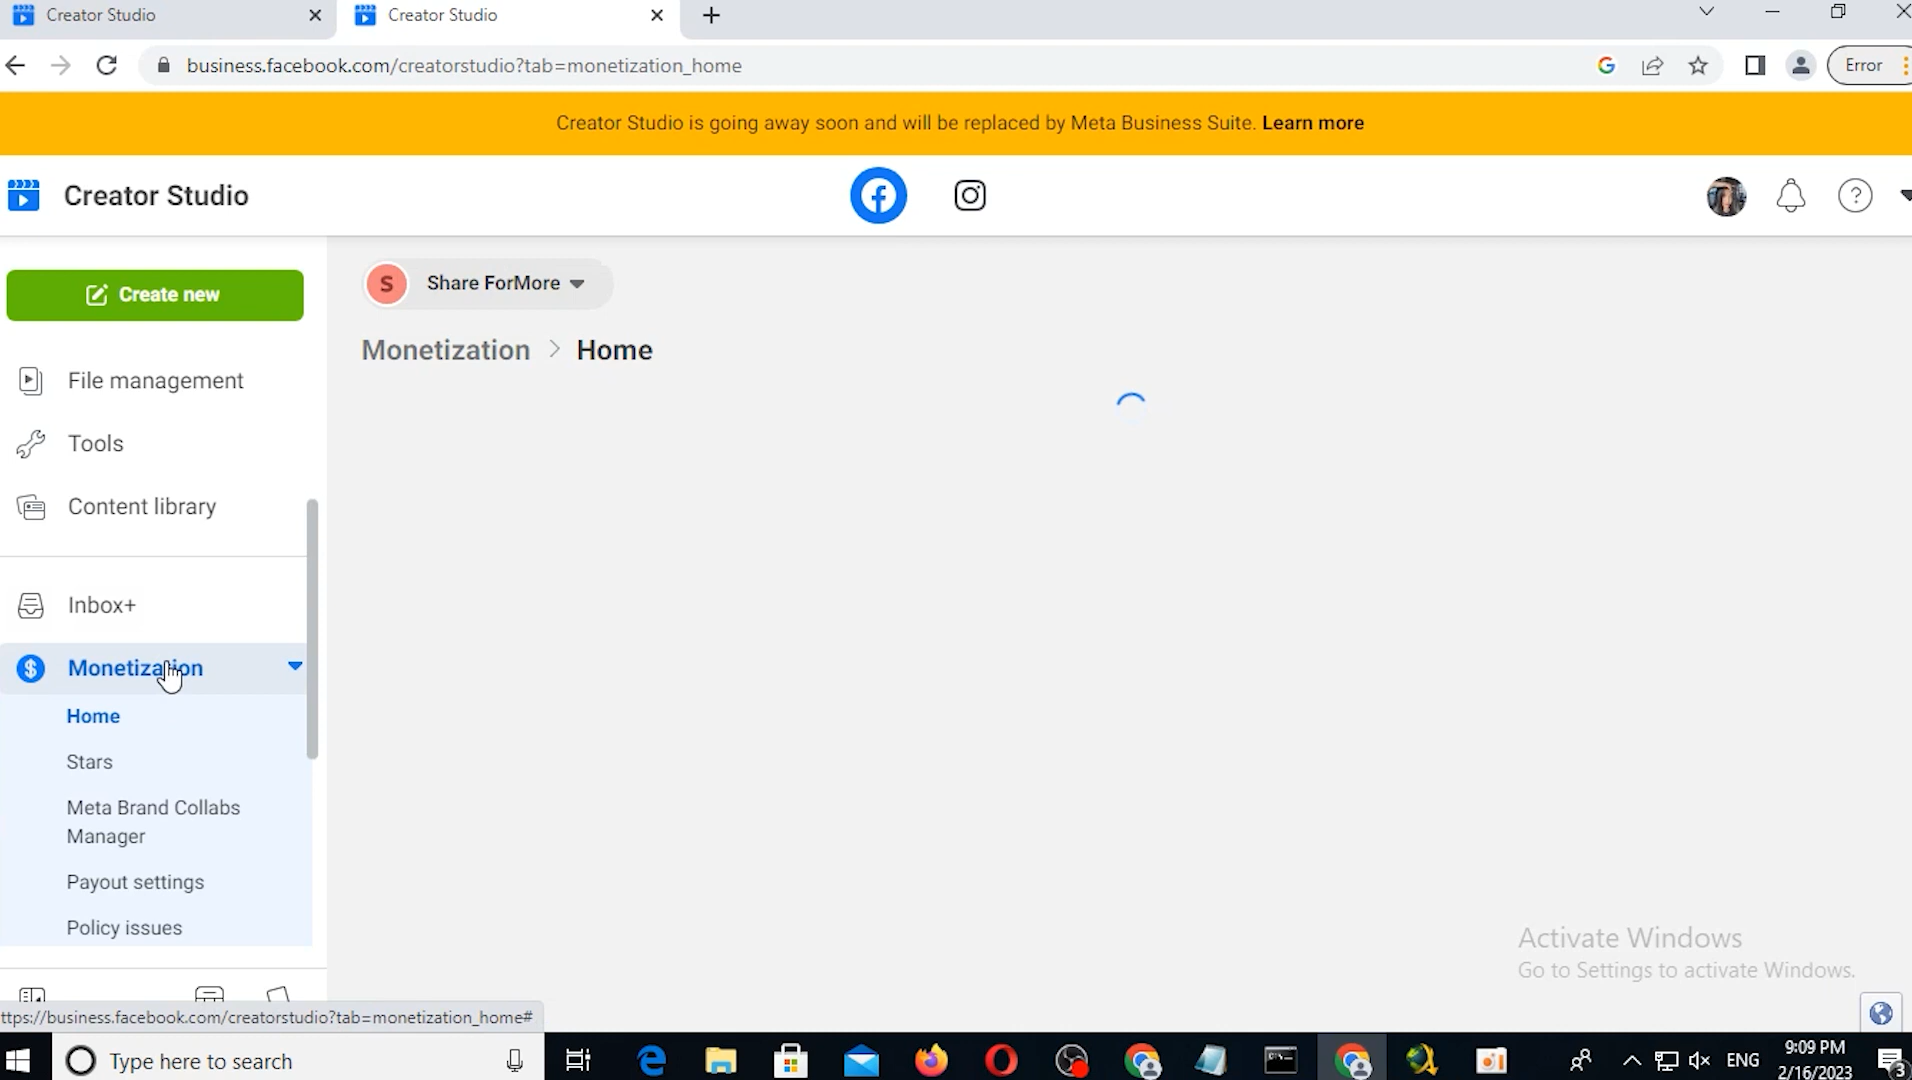 Creator Studio
Creator Studio
business.facebook.com/creatorstudio?tab=monetization_home
Error
Creator Studio is going away soon and will be replaced by Meta Business Suite. Learn more
Creator Studio
Create new
S Share ForMore
Monetization > Home
File management
Tools
Content library
Inbox+
Monetization
Home
Stars
Meta Brand Collabs
Manager
Payout settings
Policy issues
Activate Windows
Go to Settings to activate Windows.
ttps://business.facebook.com/creatorstudio?tab=monetization_home#
Type here to search
ENG
9:09 PM
2/16/2023
3